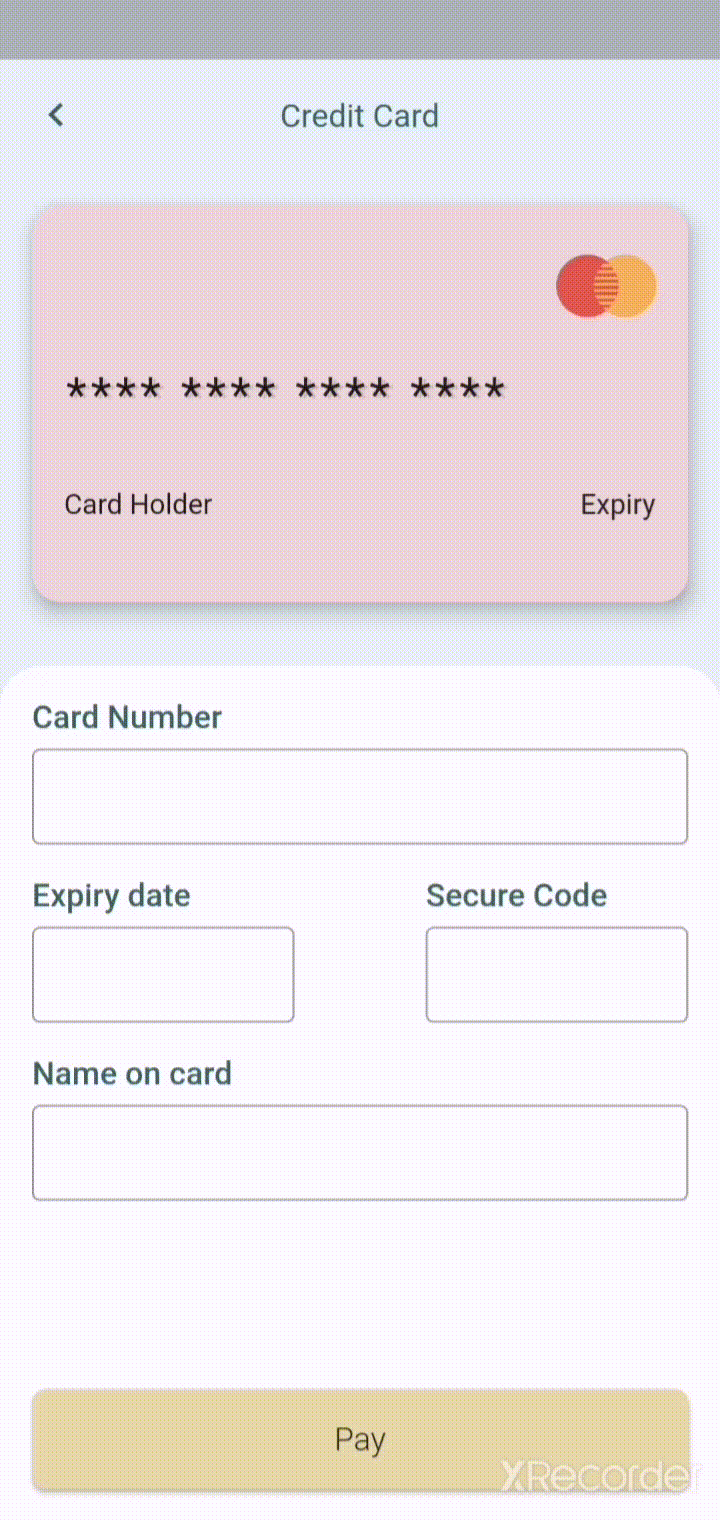 Credit Card
**** **** **** ****
Card Holder Expiry
Card Number
Expiry date Secure Code
Name on card
Pay
XRecorder